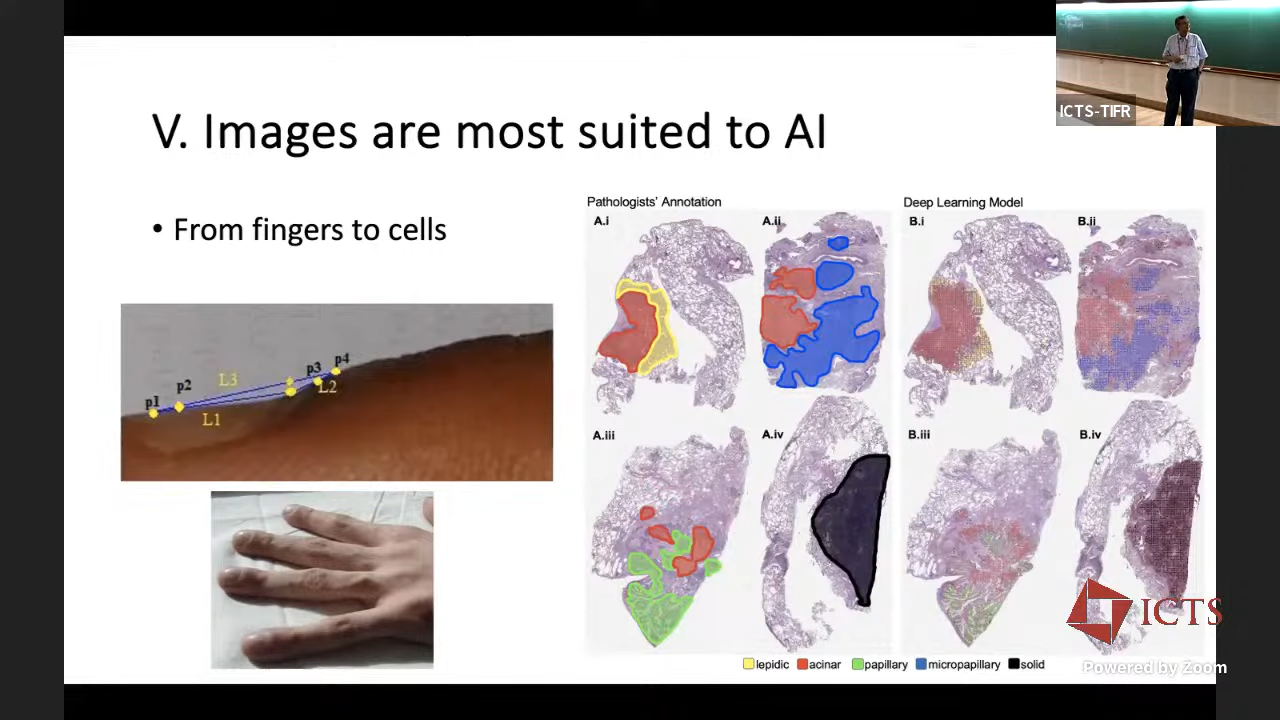 V. Images are most suited to AI
• From fingers to cells
p1
p2
L3
L1
p3
p4
L2
Pathologists' Annotation
Deep Learning Model
A.i
A.ii
B.i
B.ii
A.iii
A.iv
B.iii
B.iv
lepidic
acinar
papillary
micropapillary
solid
ICTS-TIFR
ICTS
Powered by Zoom